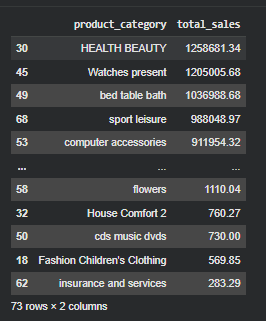 product_category total_sales
30 HEALTH BEAUTY 1258681.34
45 Watches present 1205005.68
49 bed table bath 1036988.68
68 sport leisure 988048.97
53 computer accessories 911954.32
... ... ...
58 flowers 1110.04
32 House Comfort 2 760.27
50 cds music dvds 730.00
18 Fashion Children's Clothing 569.85
62 insurance and services 283.29
73 rows × 2 columns